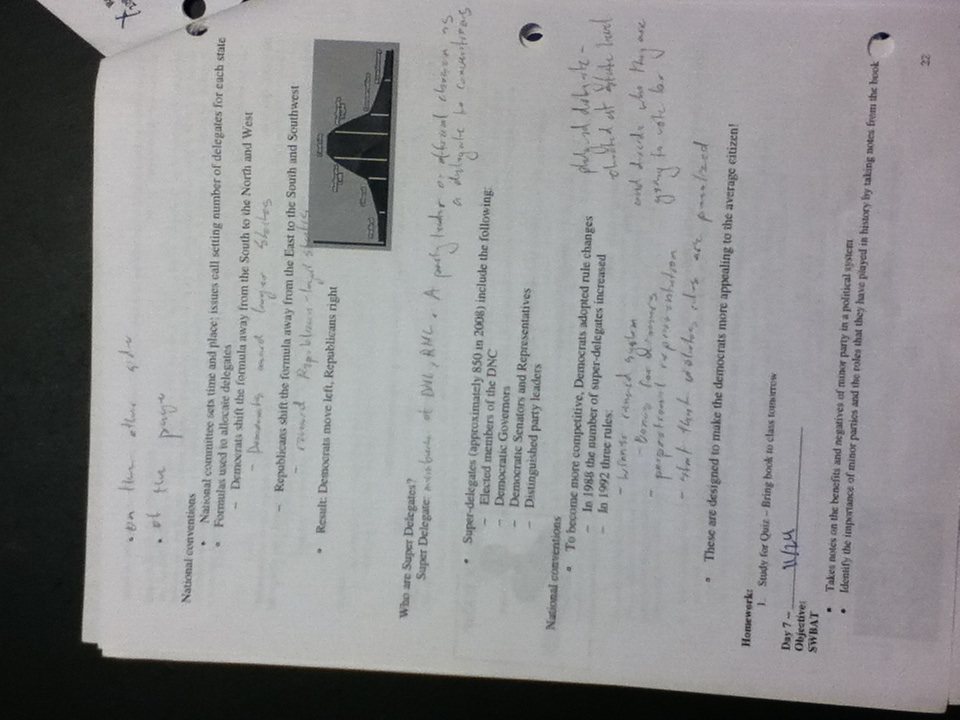 • on the other side
• of the page
National conventions
• National committee sets time and place; issues call setting number of delegates for each state
• Formulas used to allocate delegates
– Democrats shift the formula away from the South to the North and West
– Democrats larger states
– Republicans shift the formula away from the East to the South and Southwest
– reward Republican-loyal states
• Result: Democrats move left, Republicans right
Who are Super Delegates?
Super Delegate: members of DNC, RNC. A party leader or official chosen as
a delegate to conventions
• Super-delegates (approximately 850 in 2008) include the following:
– Elected members of the DNC
– Democratic Governors
– Democratic Senators and Representatives
– Distinguished party leaders
National conventions
• To become more competitive, Democrats adopted rule changes
– In 1988 the number of super-delegates increased
– In 1992 three rules:
– winner reward system
– Bonus for winners
– proportional representation
– that violates rules are penalized
pledged delegate –
elected at state level
and decide who they are
going to vote for
• These are designed to make the democrats more appealing to the average citizen!
Homework:
1. Study for Quiz – Bring book to class tomorrow
Day 7 – 11/24
Objective:
SWBAT
• Takes notes on the benefits and negatives of minor party in a political system
• Identify the importance of minor parties and the roles that they have played in history by taking notes from the book
22